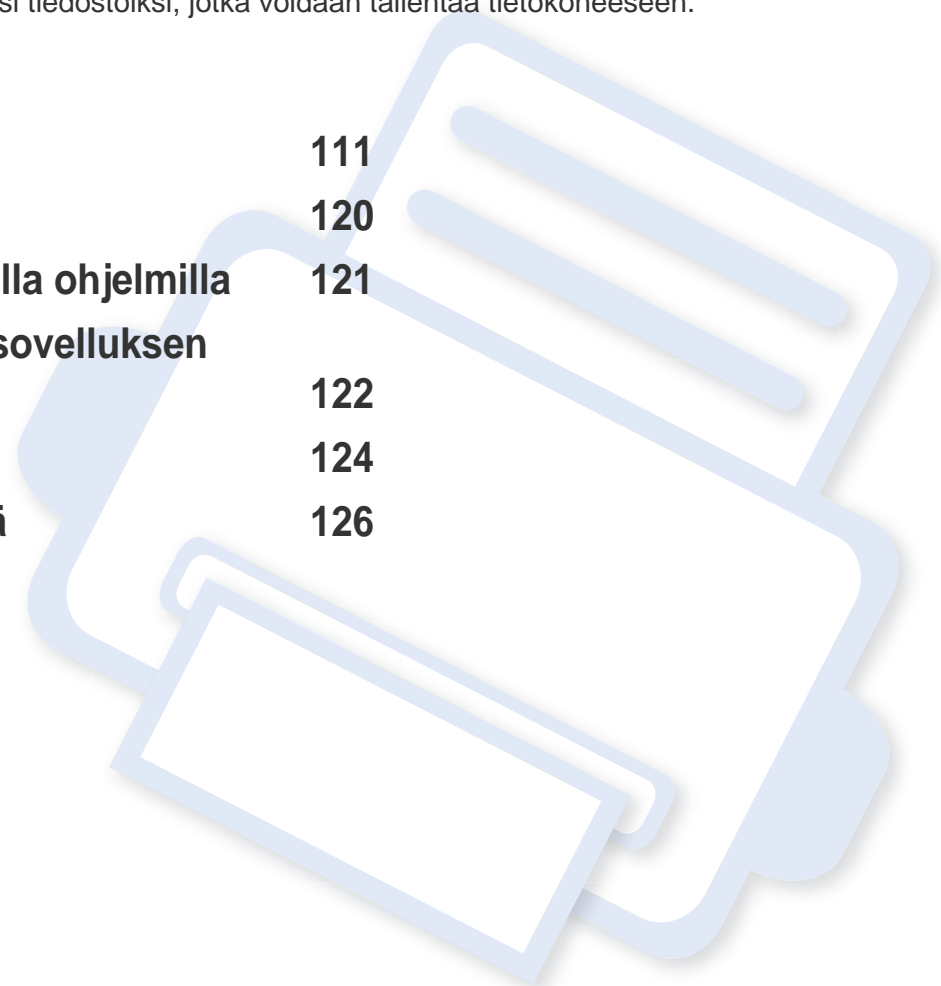 si tiedostoiksi, jotka voidaan tallentaa tietokoneeseen.
111
120
lla ohjelmilla 121
sovelluksen
122
124
ä 126